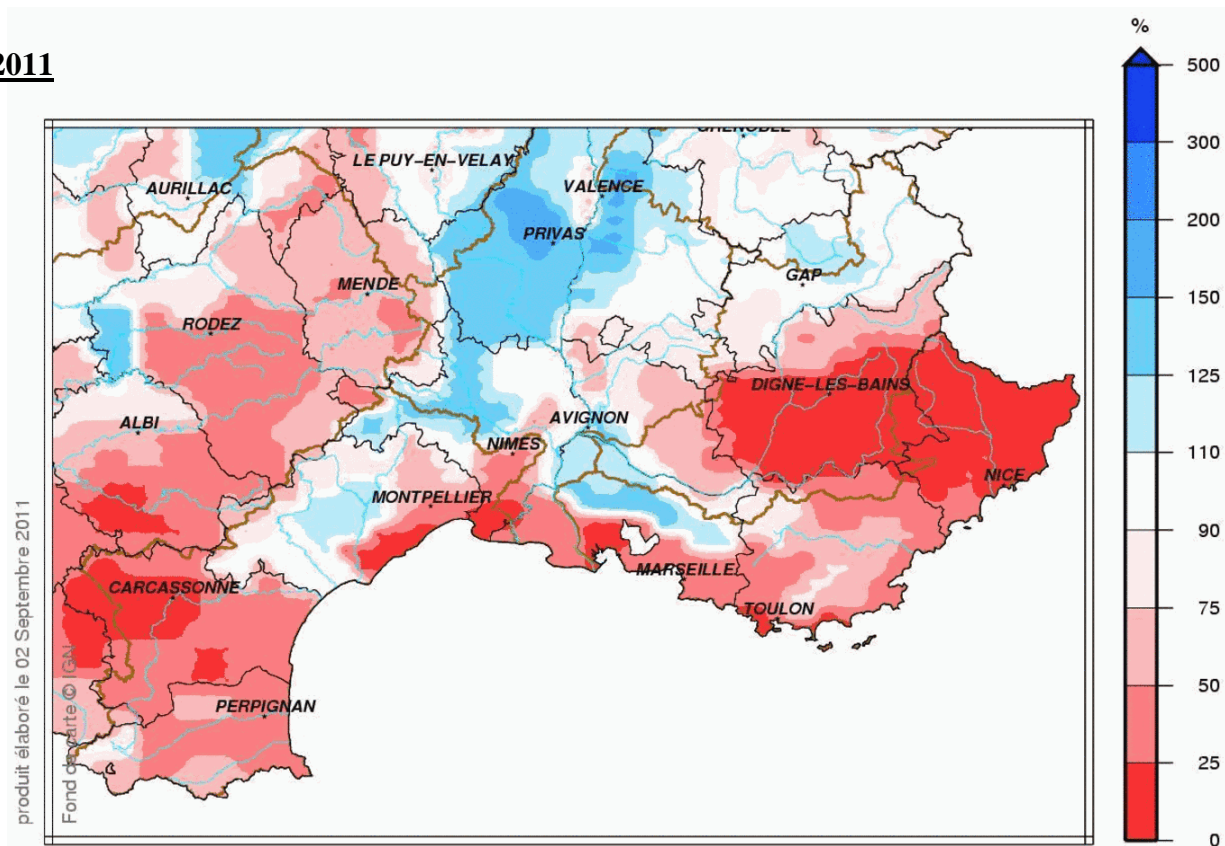 2011
%
500
300
200
150
125
110
90
75
50
25
0
GRENOBLE
LE PUY-EN-VELAY
AURILLAC
VALENCE
PRIVAS
GAP
MENDE
RODEZ
DIGNE-LES-BAINS
ALBI
AVIGNON
NIMES
NICE
MONTPELLIER
MARSEILLE
CARCASSONNE
TOULON
PERPIGNAN
produit élaboré le 02 Septembre 2011
Fond de carte © IGN